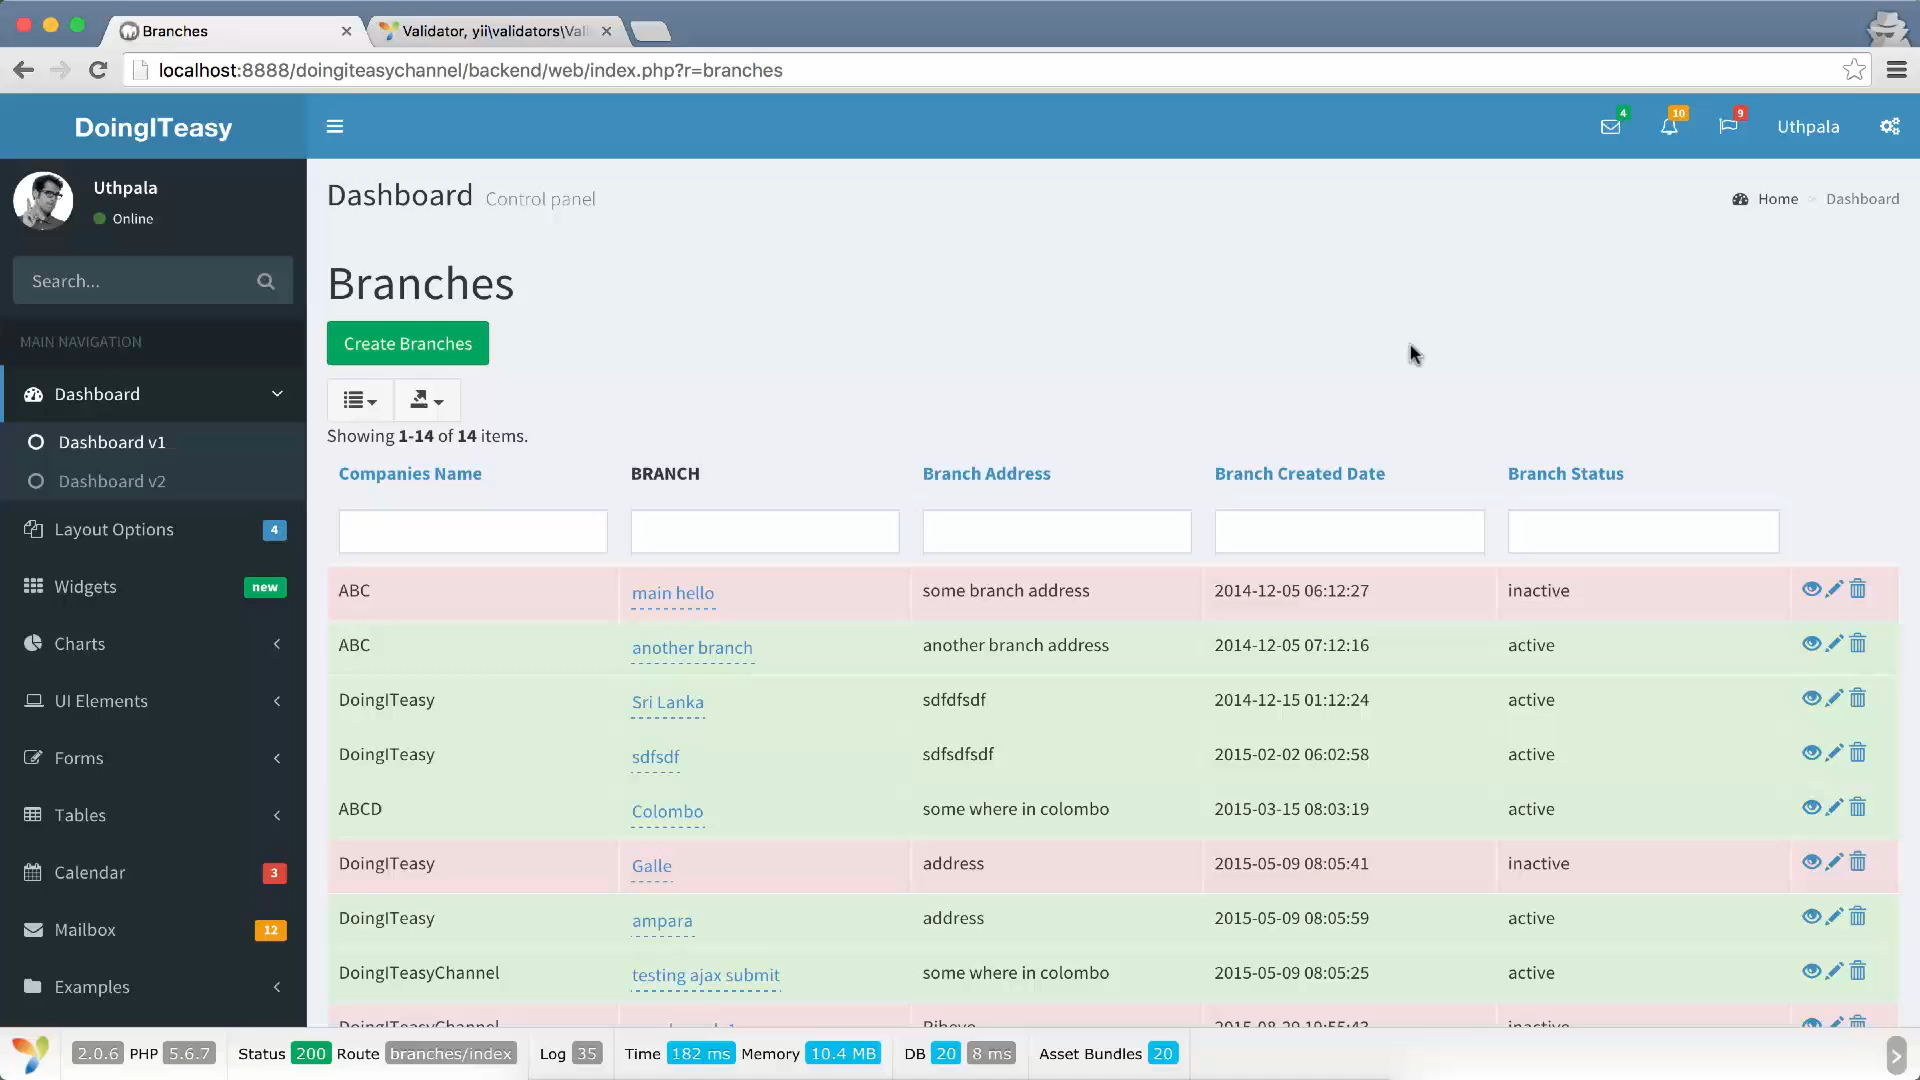 Branches
Validator, yii\validators\Val
localhost:8888/doingiteasychannel/backend/web/index.php?r=branches
DoingITeasy
4
10
9
Uthpala
Uthpala
Online
Search...
MAIN NAVIGATION
Dashboard
Dashboard v1
Dashboard v2
Layout Options 4
Widgets new
Charts
UI Elements
Forms
Tables
Calendar 3
Mailbox 12
Examples
Dashboard Control panel
Home > Dashboard
Branches
Create Branches
Showing 1-14 of 14 items.
Companies Name BRANCH Branch Address Branch Created Date Branch Status
ABC main hello some branch address 2014-12-05 06:12:27 inactive
ABC another branch another branch address 2014-12-05 07:12:16 active
DoingITeasy Sri Lanka sdfdfsdf 2014-12-15 01:12:24 active
DoingITeasy sdfsdf sdfsdfsdf 2015-02-02 06:02:58 active
ABCD Colombo some where in colombo 2015-03-15 08:03:19 active
DoingITeasy Galle address 2015-05-09 08:05:41 inactive
DoingITeasy ampara address 2015-05-09 08:05:59 active
DoingITeasyChannel testing ajax submit some where in colombo 2015-05-09 08:05:25 active
DoingITeasyChannel 2015-08-29 19:55:43 inactive
2.0.6 PHP 5.6.7 Status 200 Route branches/index Log 35 Time 182 ms Memory 10.4 MB DB 20 8 ms Asset Bundles 20